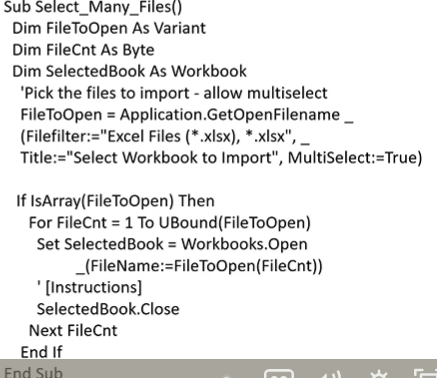 Sub Select_Many_Files()
Dim FileToOpen As Variant
Dim FileCnt As Byte
Dim SelectedBook As Workbook
'Pick the files to import - allow multiselect
FileToOpen = Application.GetOpenFilename _
(Filefilter:="Excel Files (*.xlsx), *.xlsx", _
Title:="Select Workbook to Import", MultiSelect:=True)
If IsArray(FileToOpen) Then
For FileCnt = 1 To UBound(FileToOpen)
Set SelectedBook = Workbooks.Open
_(FileName:=FileToOpen(FileCnt))
' [Instructions]
SelectedBook.Close
Next FileCnt
End If
End Sub